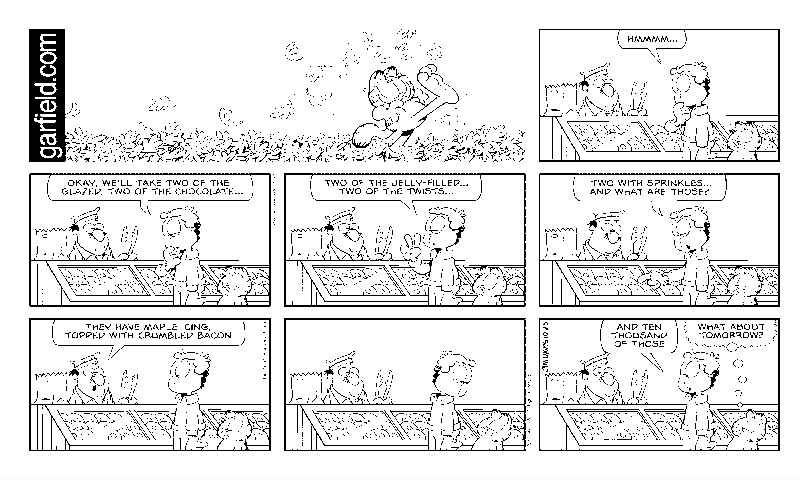 garfield.com
HMMMM...
OKAY, WE'LL TAKE TWO OF THE
GLAZED, TWO OF THE CHOCOLATE...
TWO OF THE JELLY-FILLED...
TWO OF THE TWISTS...
TWO WITH SPRINKLES...
AND WHAT ARE THOSE?
THEY HAVE MAPLE ICING,
TOPPED WITH CRUMBLED BACON
AND TEN
THOUSAND
OF THOSE
WHAT ABOUT
TOMORROW?